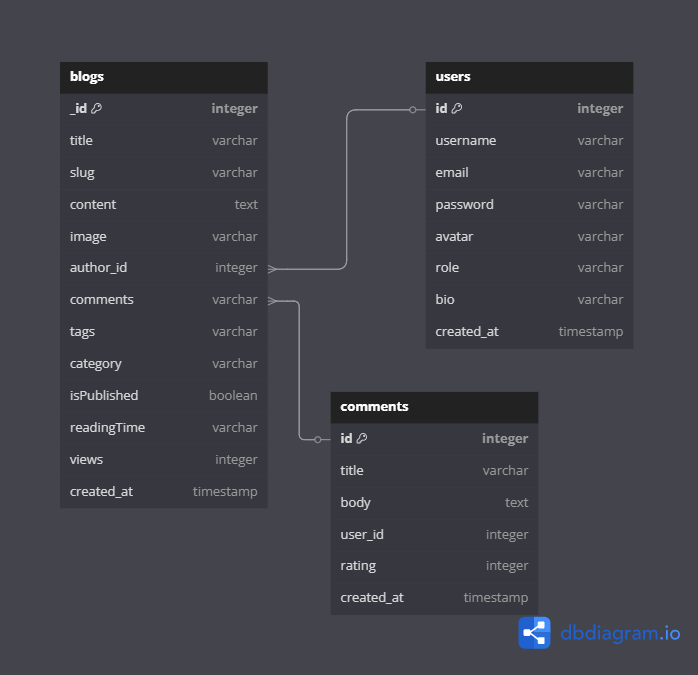 blogs
_id integer
title varchar
slug varchar
content text
image varchar
author_id integer
comments varchar
tags varchar
category varchar
isPublished boolean
readingTime varchar
views integer
created_at timestamp
users
id integer
username varchar
email varchar
password varchar
avatar varchar
role varchar
bio varchar
created_at timestamp
comments
id integer
title varchar
body text
user_id integer
rating integer
created_at timestamp
dbdiagram.io